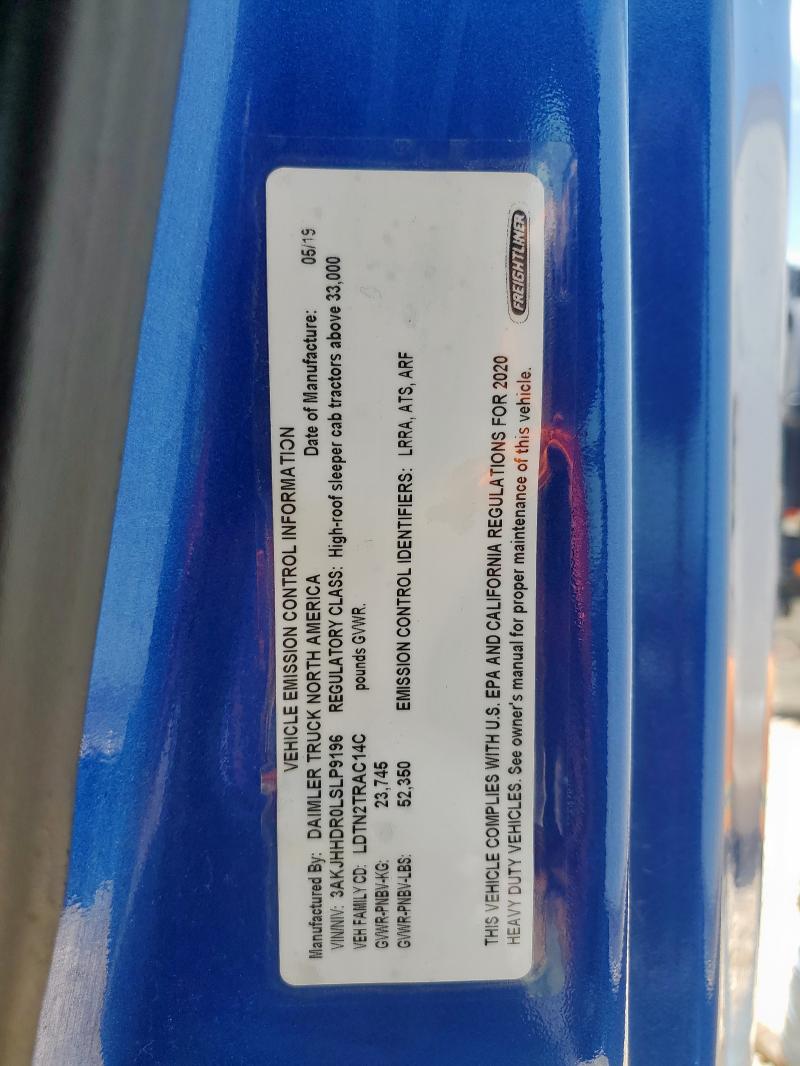 VEHICLE EMISSION CONTROL INFORMATION
Manufactured By: DAIMLER TRUCK NORTH AMERICA Date of Manufacture: 05/19
VIN/NIV: 3AKJHHDR0LSLP9196 REGULATORY CLASS: High-roof sleeper cab tractors above 33,000
VEH FAMILY CD: LDTN2TRAC14C pounds GVWR.
GVWR-PNBV-KG: 23,745
GVWR-PNBV-LBS: 52,350 EMISSION CONTROL IDENTIFIERS: LRRA, ATS, ARF
THIS VEHICLE COMPLIES WITH U.S. EPA AND CALIFORNIA REGULATIONS FOR 2020
HEAVY DUTY VEHICLES. See owner's manual for proper maintenance of this vehicle.
FREIGHTLINER